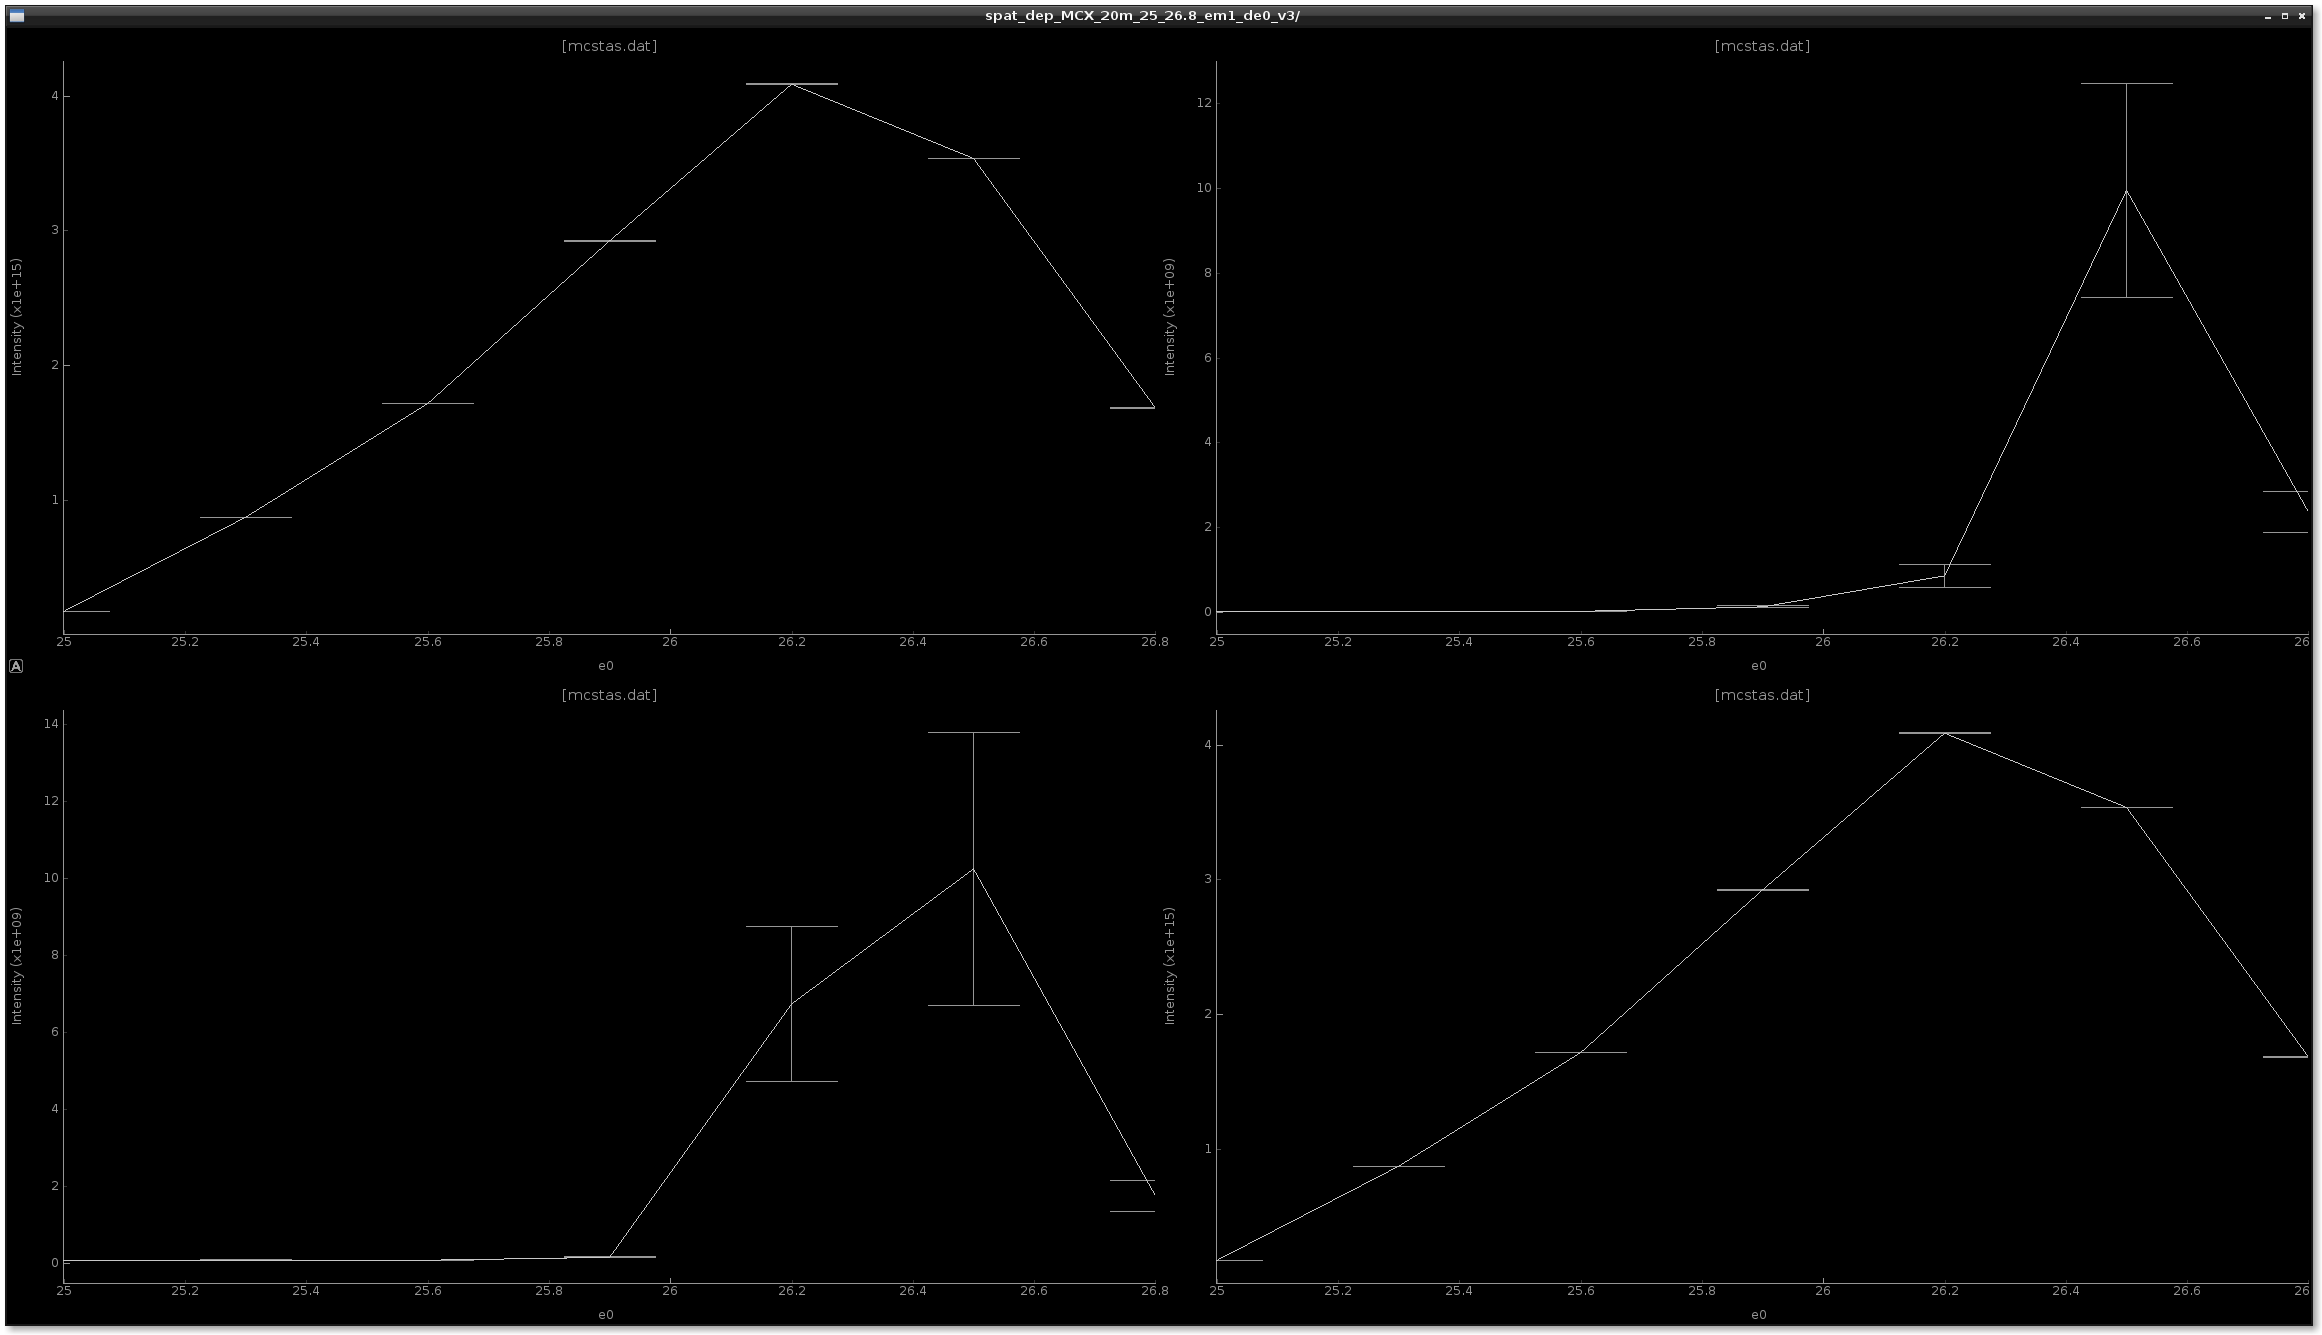 spat_dep_MCX_20m_25_26.8_em1_de0_v3/
[mcstas.dat]
4
3
2
1
Intensity (x1e+15)
25 25.2 25.4 25.6 25.8 26 26.2 26.4 26.6 26.8
e0
[mcstas.dat]
12
10
8
6
4
2
0
Intensity (x1e+09)
25 25.2 25.4 25.6 25.8 26 26.2 26.4 26.6 26
e0
A
[mcstas.dat]
14
12
10
8
6
4
2
0
Intensity (x1e+09)
25 25.2 25.4 25.6 25.8 26 26.2 26.4 26.6 26.8
e0
[mcstas.dat]
4
3
2
1
Intensity (x1e+15)
25 25.2 25.4 25.6 25.8 26 26.2 26.4 26.6 26
e0